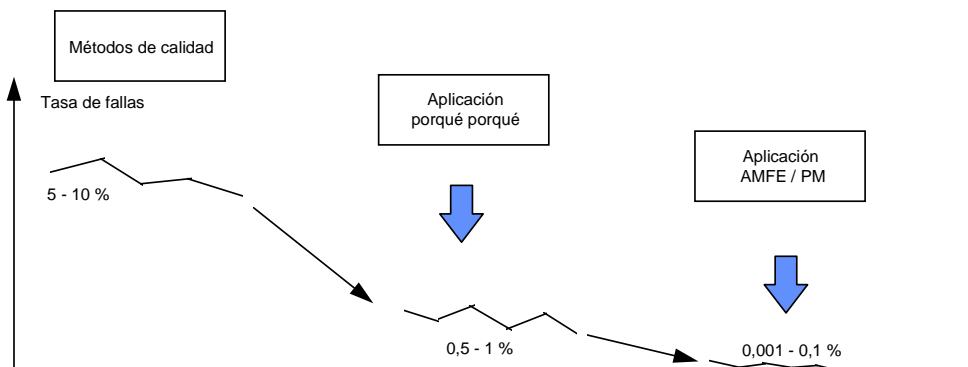 Métodos de calidad
Tasa de fallas
Aplicación
porqué porqué
Aplicación
AMFE / PM
5 - 10 %
0,5 - 1 %
0,001 - 0,1 %